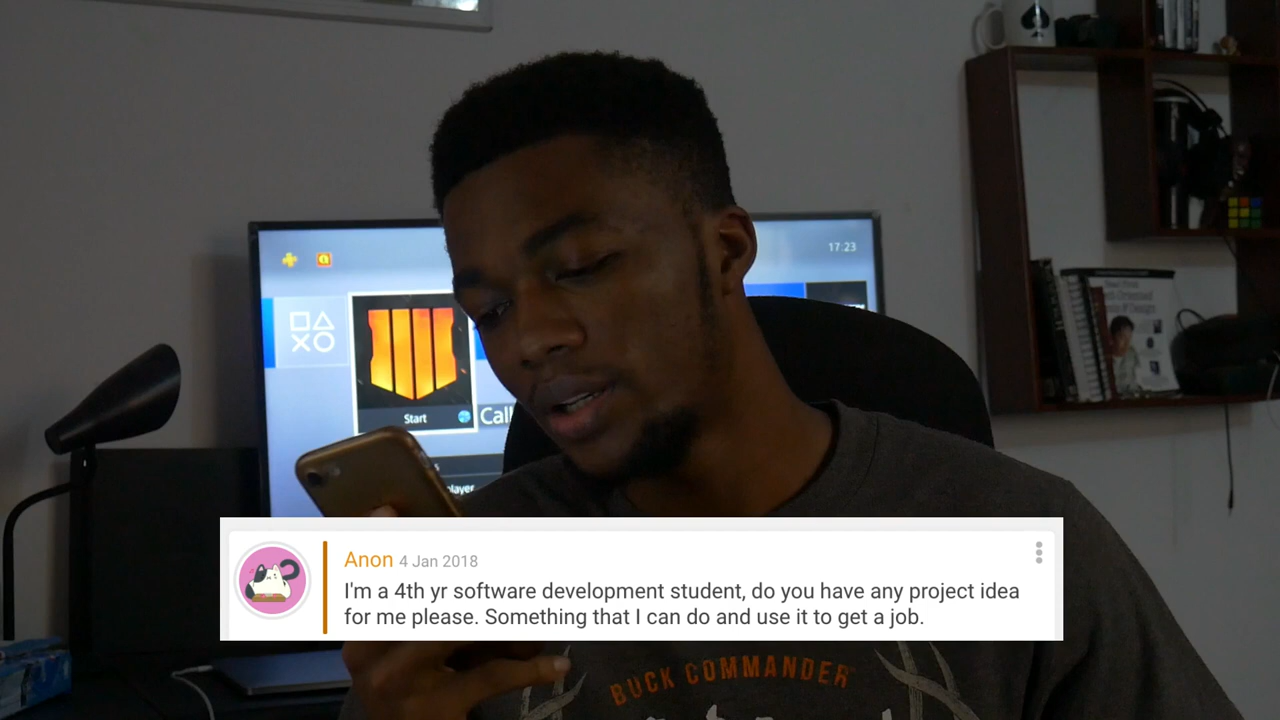 17:23
Start
Call
player
Anon 4 Jan 2018
I'm a 4th yr software development student, do you have any project idea
for me please. Something that I can do and use it to get a job.
BUCK COMMANDER